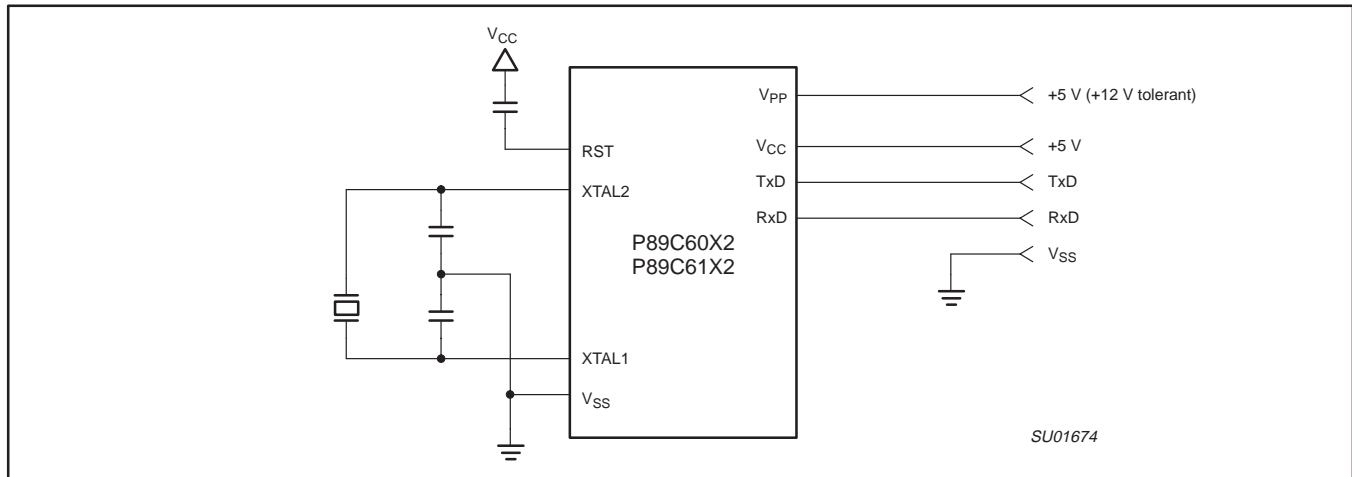 VCC
RST
XTAL2
XTAL1
VSS
P89C60X2
P89C61X2
VPP
VCC
TxD
RxD
+5 V (+12 V tolerant)
+5 V
TxD
RxD
VSS
SU01674